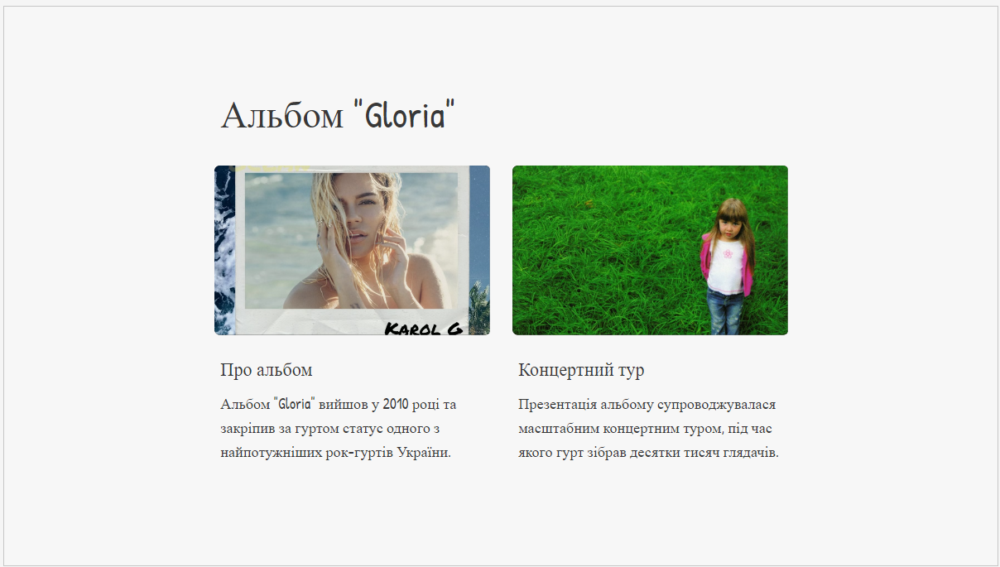 Альбом "Gloria"
Karol G
Про альбом
Альбом "Gloria" вийшов у 2010 році та
закріпив за гуртом статус одного з
найпотужніших рок-гуртів України.
Концертний тур
Презентація альбому супроводжувалася
масштабним концертним туром, під час
якого гурт зібрав десятки тисяч глядачів.